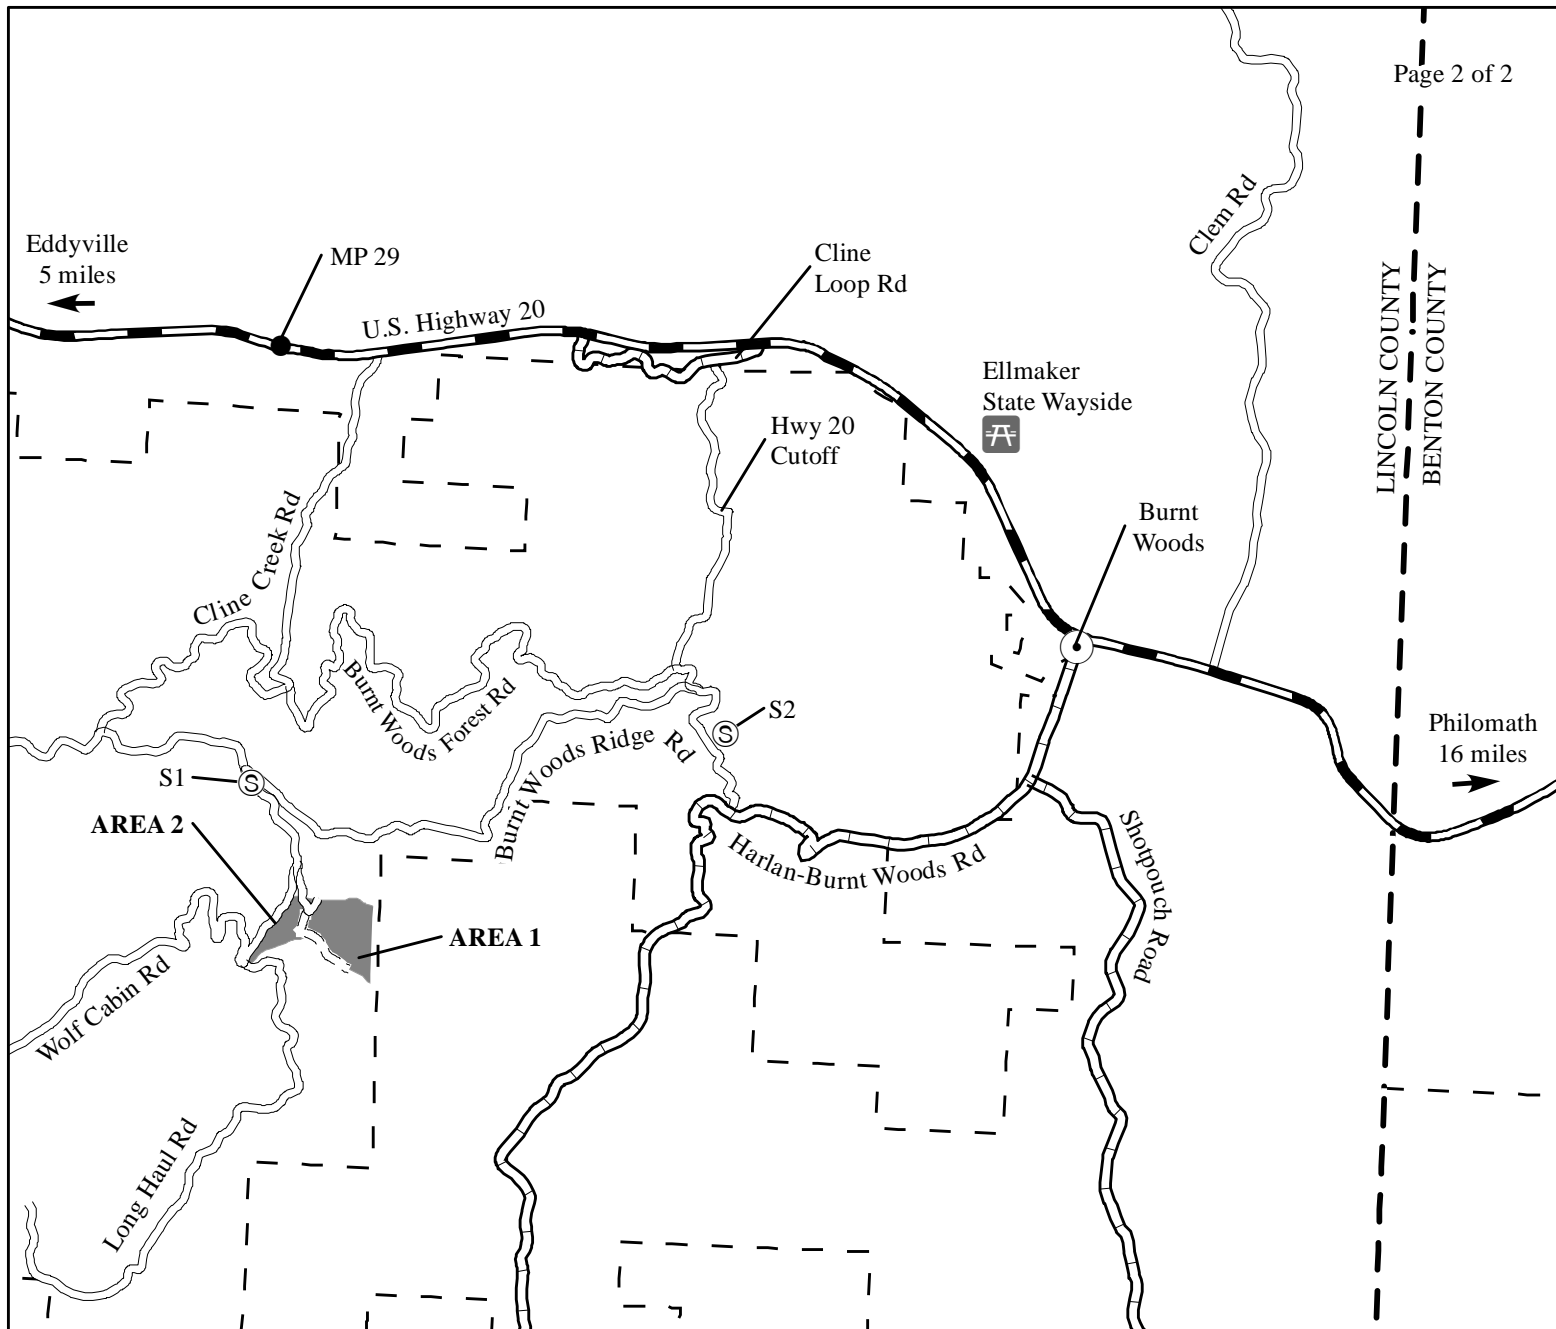 Page 2 of 2
Clem Rd
Eddyville
5 miles
MP 29
Cline
Loop Rd
U.S. Highway 20
LINCOLN COUNTY
BENTON COUNTY
Ellmaker
State Wayside
Hwy 20
Cutoff
Cline Creek Rd
Burnt
Woods
Burnt Woods Forest Rd
S2
S
Philomath
16 miles
Burnt Woods Ridge Rd
S1
S
AREA 2
Harlan-Burnt Woods Rd
Shotpouch Road
AREA 1
Wolf Cabin Rd
Long Haul Rd